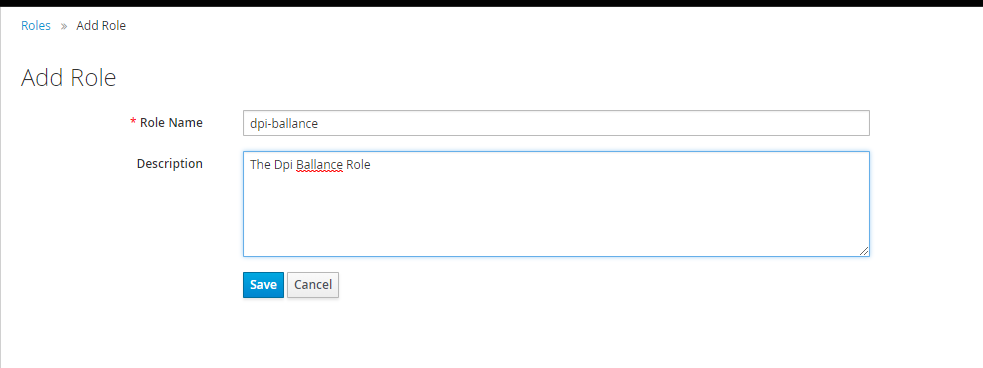 Roles » Add Role
Add Role
* Role Name dpi-ballance
Description The Dpi Ballance Role
Save Cancel